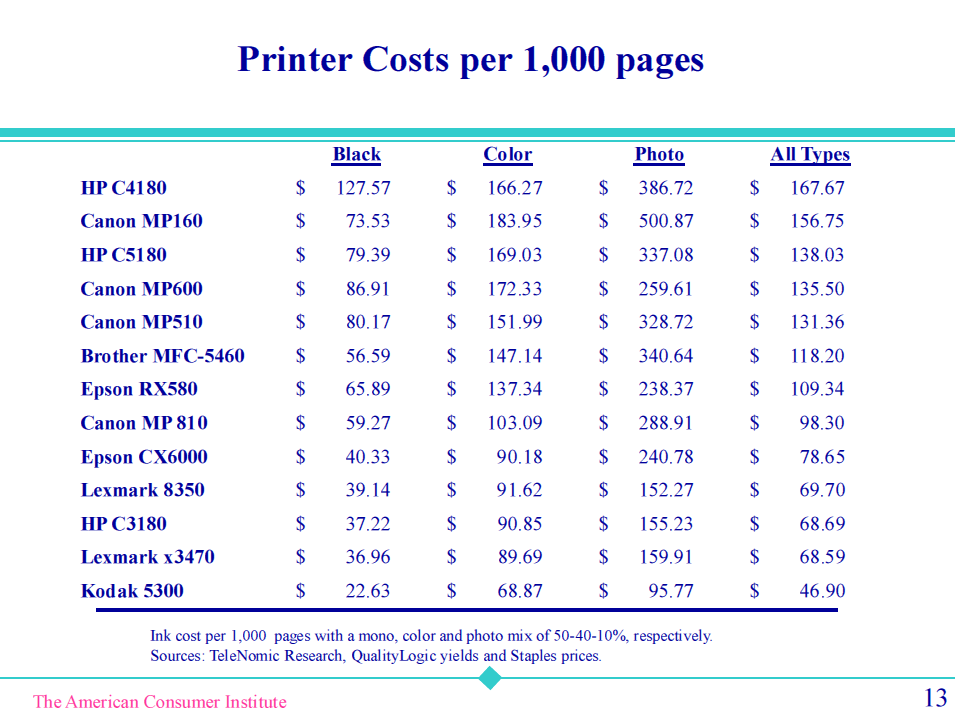 Printer Costs per 1,000 pages
Black Color Photo All Types
HP C4180 $ 127.57 $ 166.27 $ 386.72 $ 167.67
Canon MP160 $ 73.53 $ 183.95 $ 500.87 $ 156.75
HP C5180 $ 79.39 $ 169.03 $ 337.08 $ 138.03
Canon MP600 $ 86.91 $ 172.33 $ 259.61 $ 135.50
Canon MP510 $ 80.17 $ 151.99 $ 328.72 $ 131.36
Brother MFC-5460 $ 56.59 $ 147.14 $ 340.64 $ 118.20
Epson RX580 $ 65.89 $ 137.34 $ 238.37 $ 109.34
Canon MP 810 $ 59.27 $ 103.09 $ 288.91 $ 98.30
Epson CX6000 $ 40.33 $ 90.18 $ 240.78 $ 78.65
Lexmark 8350 $ 39.14 $ 91.62 $ 152.27 $ 69.70
HP C3180 $ 37.22 $ 90.85 $ 155.23 $ 68.69
Lexmark x3470 $ 36.96 $ 89.69 $ 159.91 $ 68.59
Kodak 5300 $ 22.63 $ 68.87 $ 95.77 $ 46.90
Ink cost per 1,000 pages with a mono, color and photo mix of 50-40-10%, respectively.
Sources: TeleNomic Research, QualityLogic yields and Staples prices.
The American Consumer Institute 13